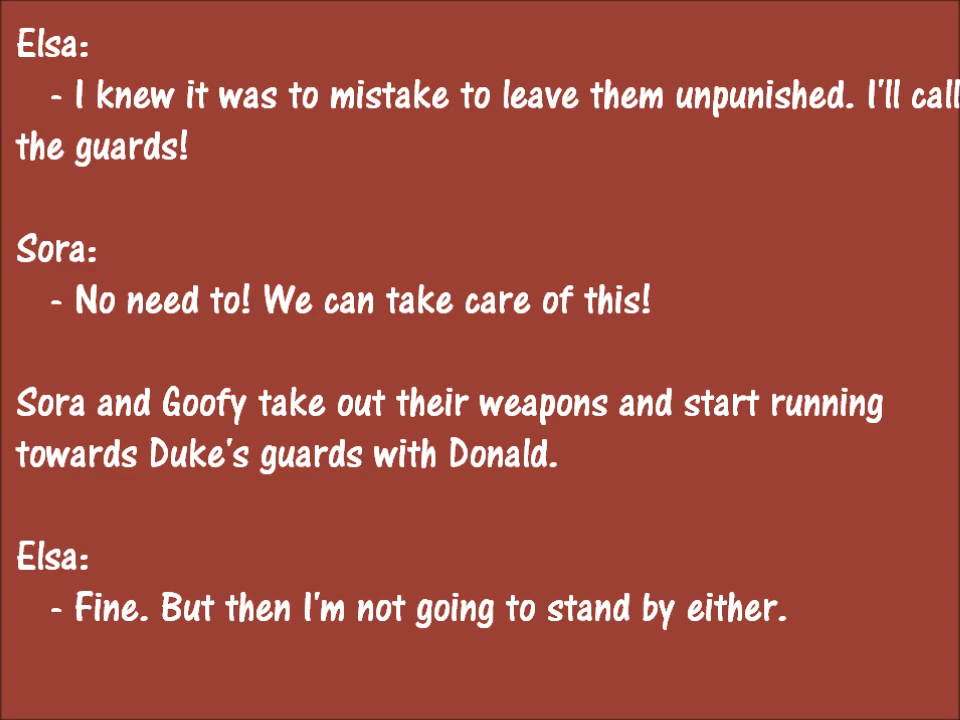 Elsa:
- I knew it was to mistake to leave them unpunished. I'll call
the guards!
Sora:
- No need to! We can take care of this!
Sora and Goofy take out their weapons and start running
towards Duke's guards with Donald.
Elsa:
- Fine. But then I'm not going to stand by either.